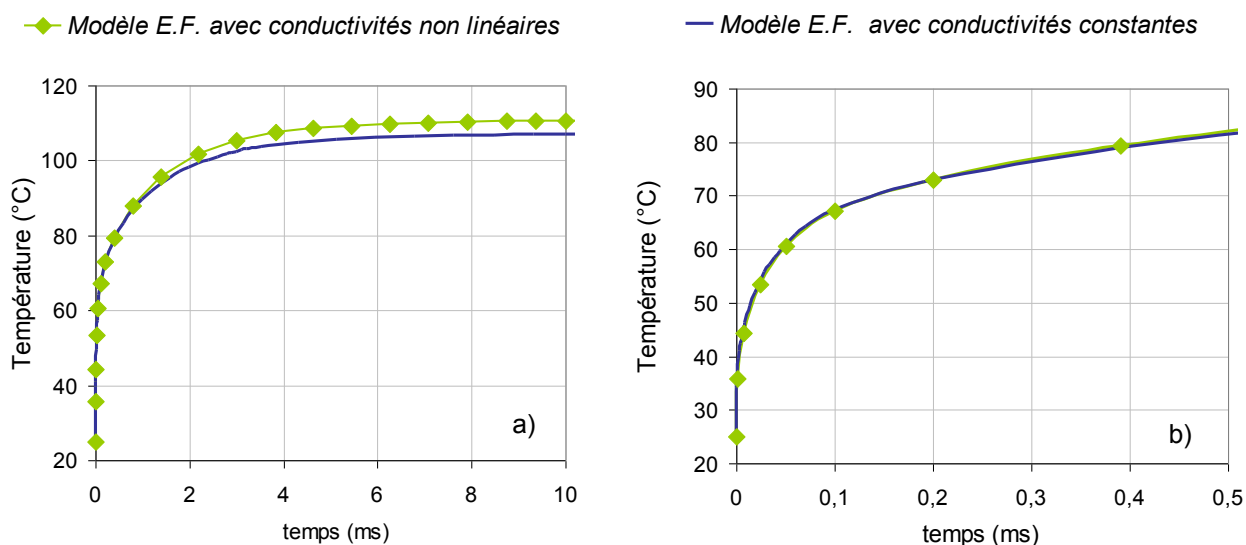 Modèle E.F. avec conductivités non linéaires
Modèle E.F. avec conductivités constantes
Température (°C)
120
100
80
60
40
20
0 2 4 6 8 10
temps (ms)
a)
Température (°C)
90
80
70
60
50
40
30
20
0 0,1 0,2 0,3 0,4 0,5
temps (ms)
b)